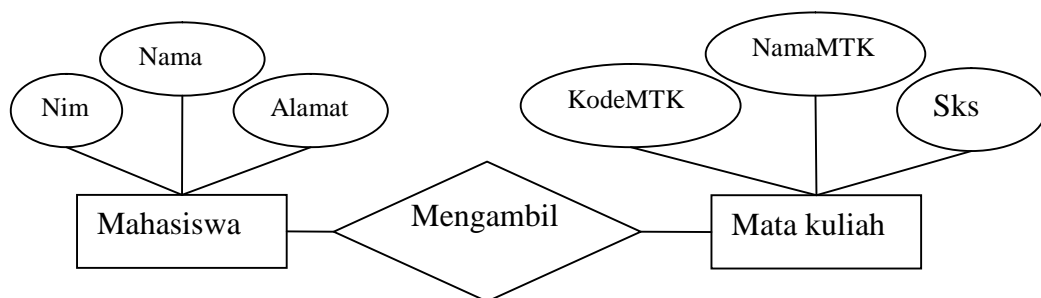 Nama
NamaMTK
Nim
Alamat
KodeMTK
Sks
Mahasiswa
Mengambil
Mata kuliah